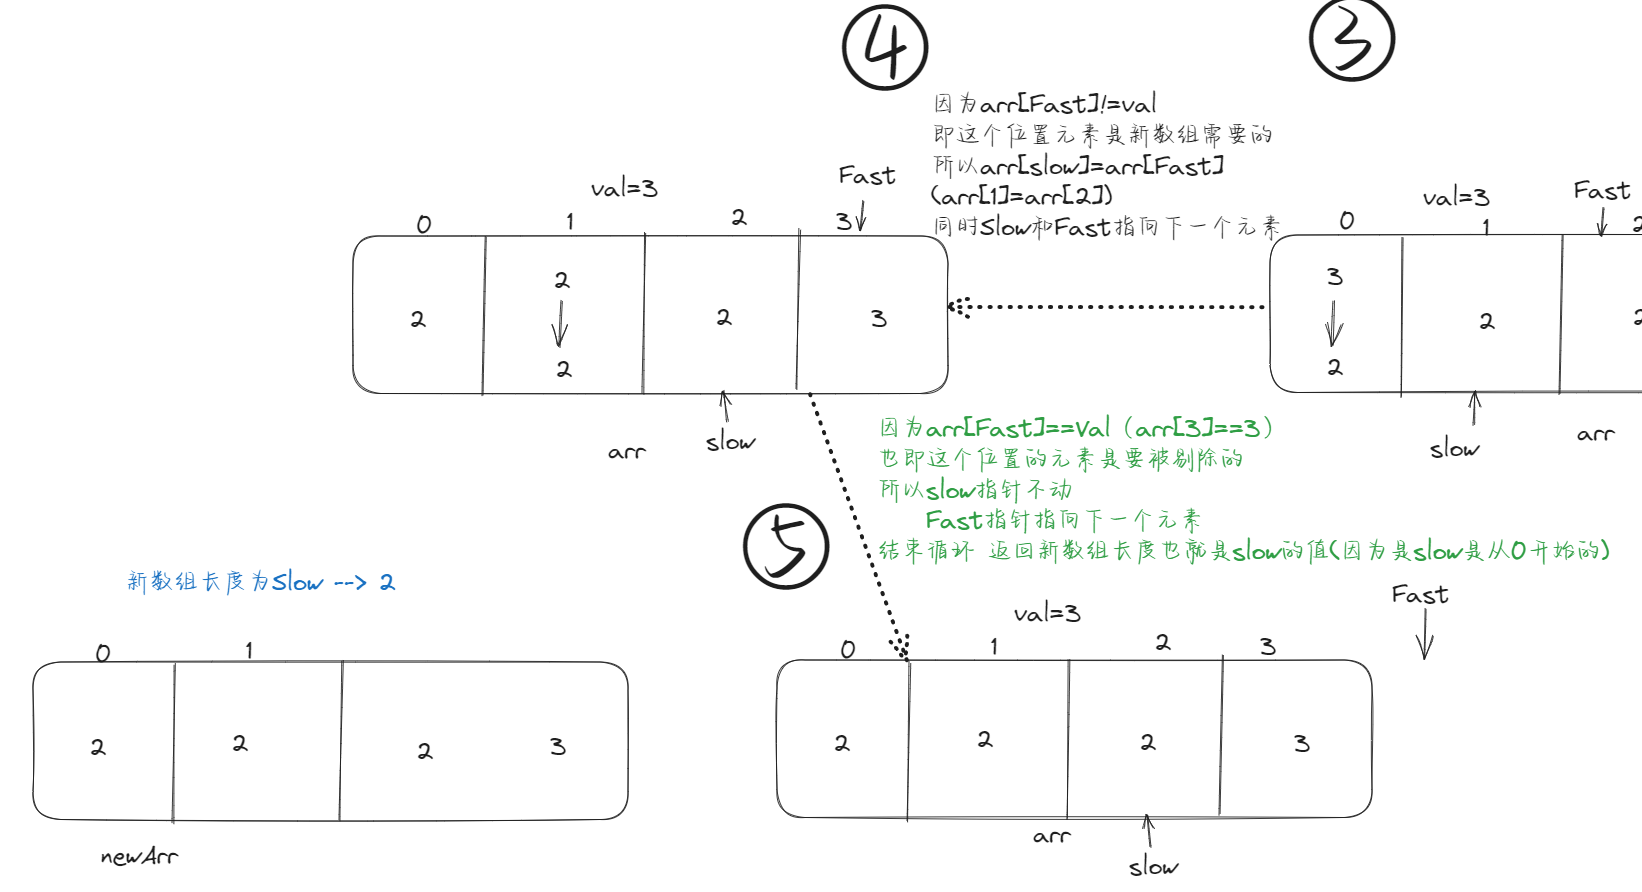 ④
③
因为arr[Fast]!=val
即这个位置元素是新数组需要的
所以arr[slow]=arr[Fast]
(arr[1]=arr[2])
同时Slow和Fast指向下一个元素
val=3
Fast
0 1 2 3
2 2 2 3
2
arr
slow
val=3
Fast
0 1 2
3 2 2
2
slow
arr
因为arr[Fast]==Val（arr[3]==3）
也即这个位置的元素是要被剔除的
所以slow指针不动
Fast指针指向下一个元素
结束循环 返回新数组长度也就是slow的值(因为是slow是从0开始的)
⑤
新数组长度为Slow --> 2
0 1
2 2 2 3
newArr
val=3
Fast
0 1 2 3
2 2 2 3
arr
slow